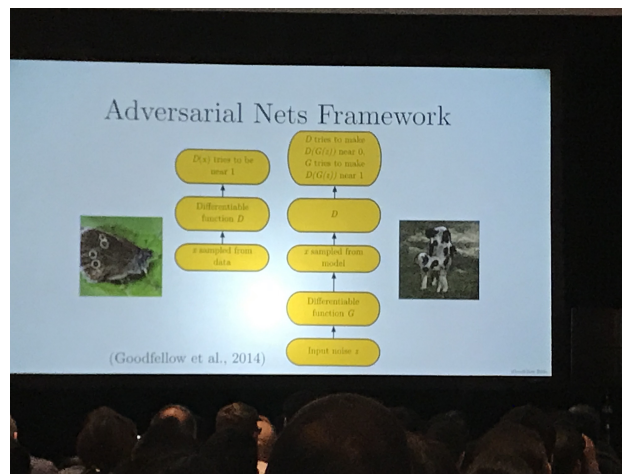 Adversarial Nets Framework
D(x) tries to be
near 1
Differentiable
function D
x sampled from
data
D tries to make
D(G(z)) near 0,
G tries to make
D(G(z)) near 1
D
x sampled from
model
Differentiable
function G
Input noise z
(Goodfellow et al., 2014)